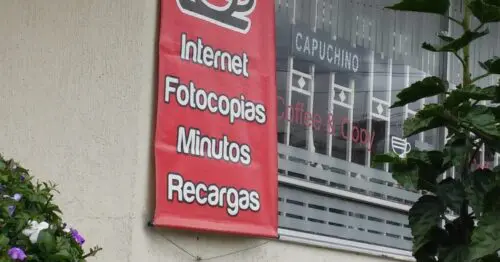 Internet
Fotocopias
Minutos
Recargas
CAPUCHINO
Coffee & Copy